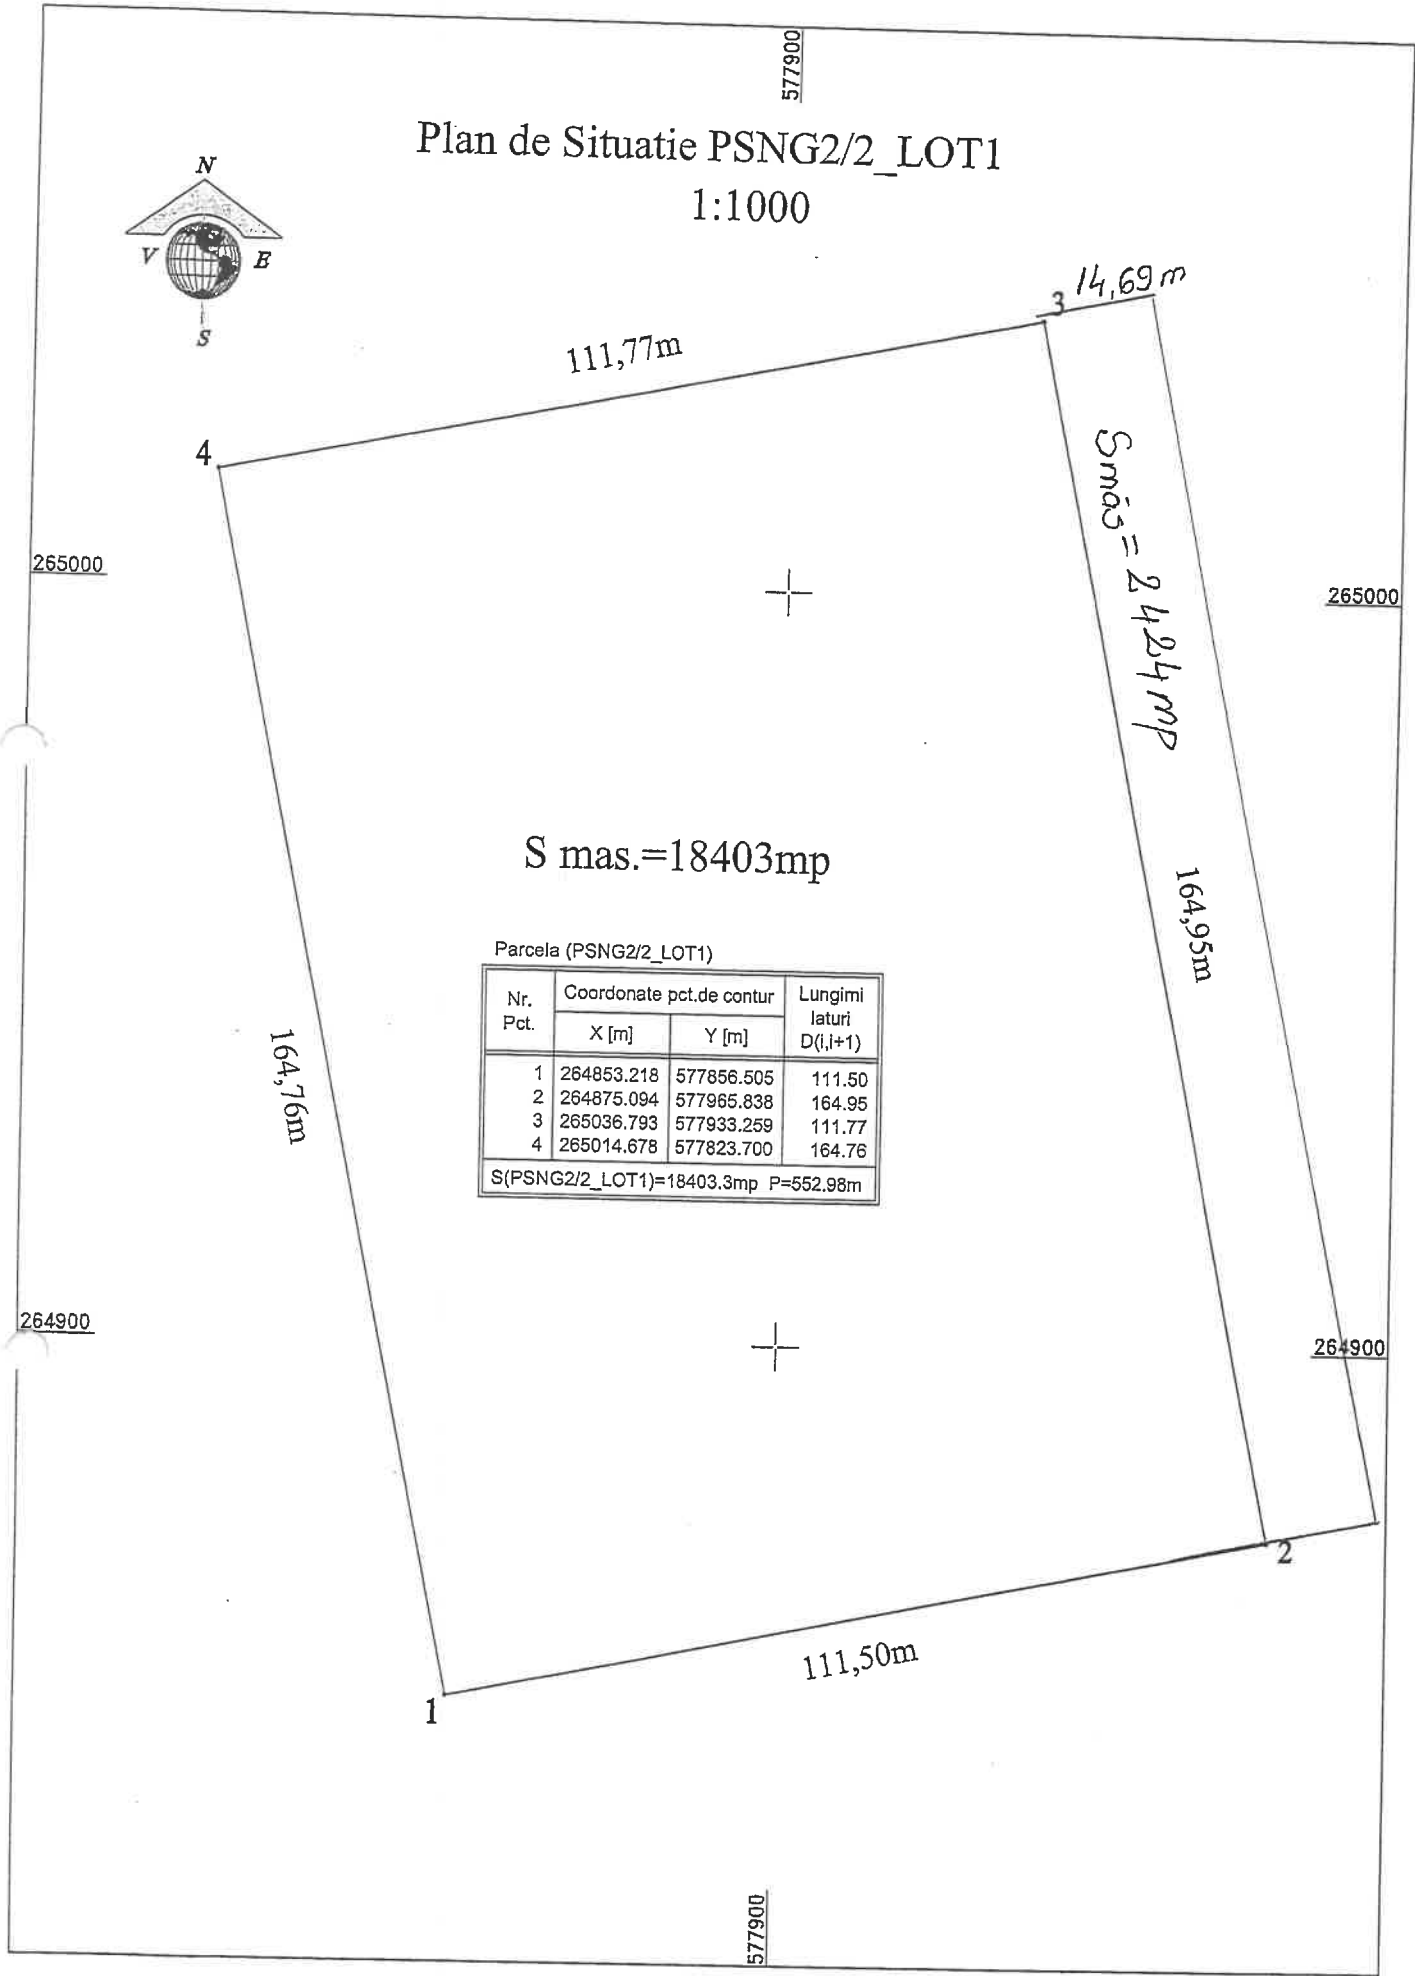 577900
Plan de Situatie PSNG2/2_LOT1
1:1000
N
V E
S
14,69 m
3
111,77m
4
Smăs = 2424 mp
265000
265000
S mas.=18403mp
164,95m
Parcela (PSNG2/2_LOT1)
Nr. Pct. Coordonate pct.de contur Lungimi laturi D(i,i+1)
X [m] Y [m]
1 264853.218 577856.505 111.50
2 264875.094 577965.838 164.95
3 265036.793 577933.259 111.77
4 265014.678 577823.700 164.76
S(PSNG2/2_LOT1)=18403.3mp P=552.98m
164,76m
264900
264900
2
111,50m
1
577900